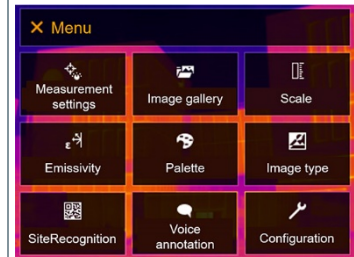 Menu
Measurement
settings
Image gallery
Scale
ε
Emissivity
Palette
Image type
SiteRecognition
Voice
annotation
Configuration